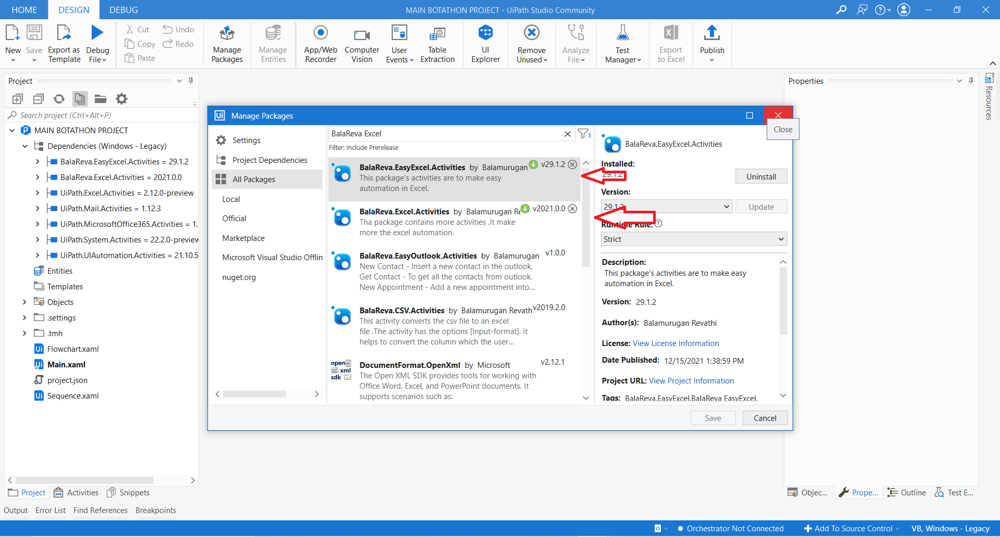 HOME DESIGN DEBUG
MAIN BOTATHON PROJECT - UiPath Studio Community
New
Save
Export as
Template
Debug
File
Cut
Copy
Paste
Undo
Redo
Manage
Packages
Manage
Entities
App/Web
Recorder
Computer
Vision
User
Events
Table
Extraction
UI
Explorer
Remove
Unused
Analyze
File
Test
Manager
Export
to Excel
Publish
Project
Search project (Ctrl+Alt+P)
MAIN BOTATHON PROJECT
Dependencies (Windows - Legacy)
BalaReva.EasyExcel.Activities = 29.1.2
BalaReva.Excel.Activities = 2021.0.0
UiPath.Excel.Activities = 2.12.0-preview
UiPath.Mail.Activities = 1.12.3
UiPath.MicrosoftOffice365.Activities = 1.
UiPath.System.Activities = 22.2.0-preview
UiPath.UIAutomation.Activities = 21.10.5
Entities
Templates
Objects
.settings
.tmh
Flowchart.xaml
Main.xaml
project.json
Sequence.xaml
Project
Activities
Snippets
Ui Manage Packages
Settings
Project Dependencies
All Packages
Local
Official
Marketplace
Microsoft Visual Studio Offlin
nuget.org
BalaReva Excel
1
Filter: Include Prerelease
BalaReva.EasyExcel.Activities by Balamurugan v29.1.2
This package's activities are to make easy
automation in Excel.
BalaReva.Excel.Activities by Balamurugan Re v2021.0.0
Tha package contains more activities .It make
more the excel automation.
BalaReva.EasyOutlook.Activities by Balamurugan v1.0.0
New Contact - Insert a new contact in the outlook.
Get Contact - To get all the contacts from outlook.
New Appointment - Add a new appointment into...
BalaReva.CSV.Activities by Balamurugan Revath v2019.2.0
This activity converts the csv file to an excel
file .The activity has the options [Input-format]. It
helps to convert the column which the user...
open
xml
sdk
DocumentFormat.OpenXml by Microsoft v2.12.1
The Open XML SDK provides tools for working with
Office Word, Excel, and PowerPoint documents. It
supports scenarios such as:
Close
BalaReva.EasyExcel.Activities
Installed:
29.1.2
Uninstall
Version:
29.1.2
Update
Runtime Rule:
Strict
Description:
This package's activities are to make easy
automation in Excel.
Version: 29.1.2
Author(s): Balamurugan Revathi
License: View License Information
Date Published: 12/15/2021 1:38:59 PM
Project URL: View Project Information
Tags: BalaReva.EasyExcel,BalaReva EasyExcel,
Save
Cancel
Properties
Resources
Objec...
Prope...
Outline
Test E...
Output Error List Find References Breakpoints
Orchestrator Not Connected
Add To Source Control
VB, Windows - Legacy